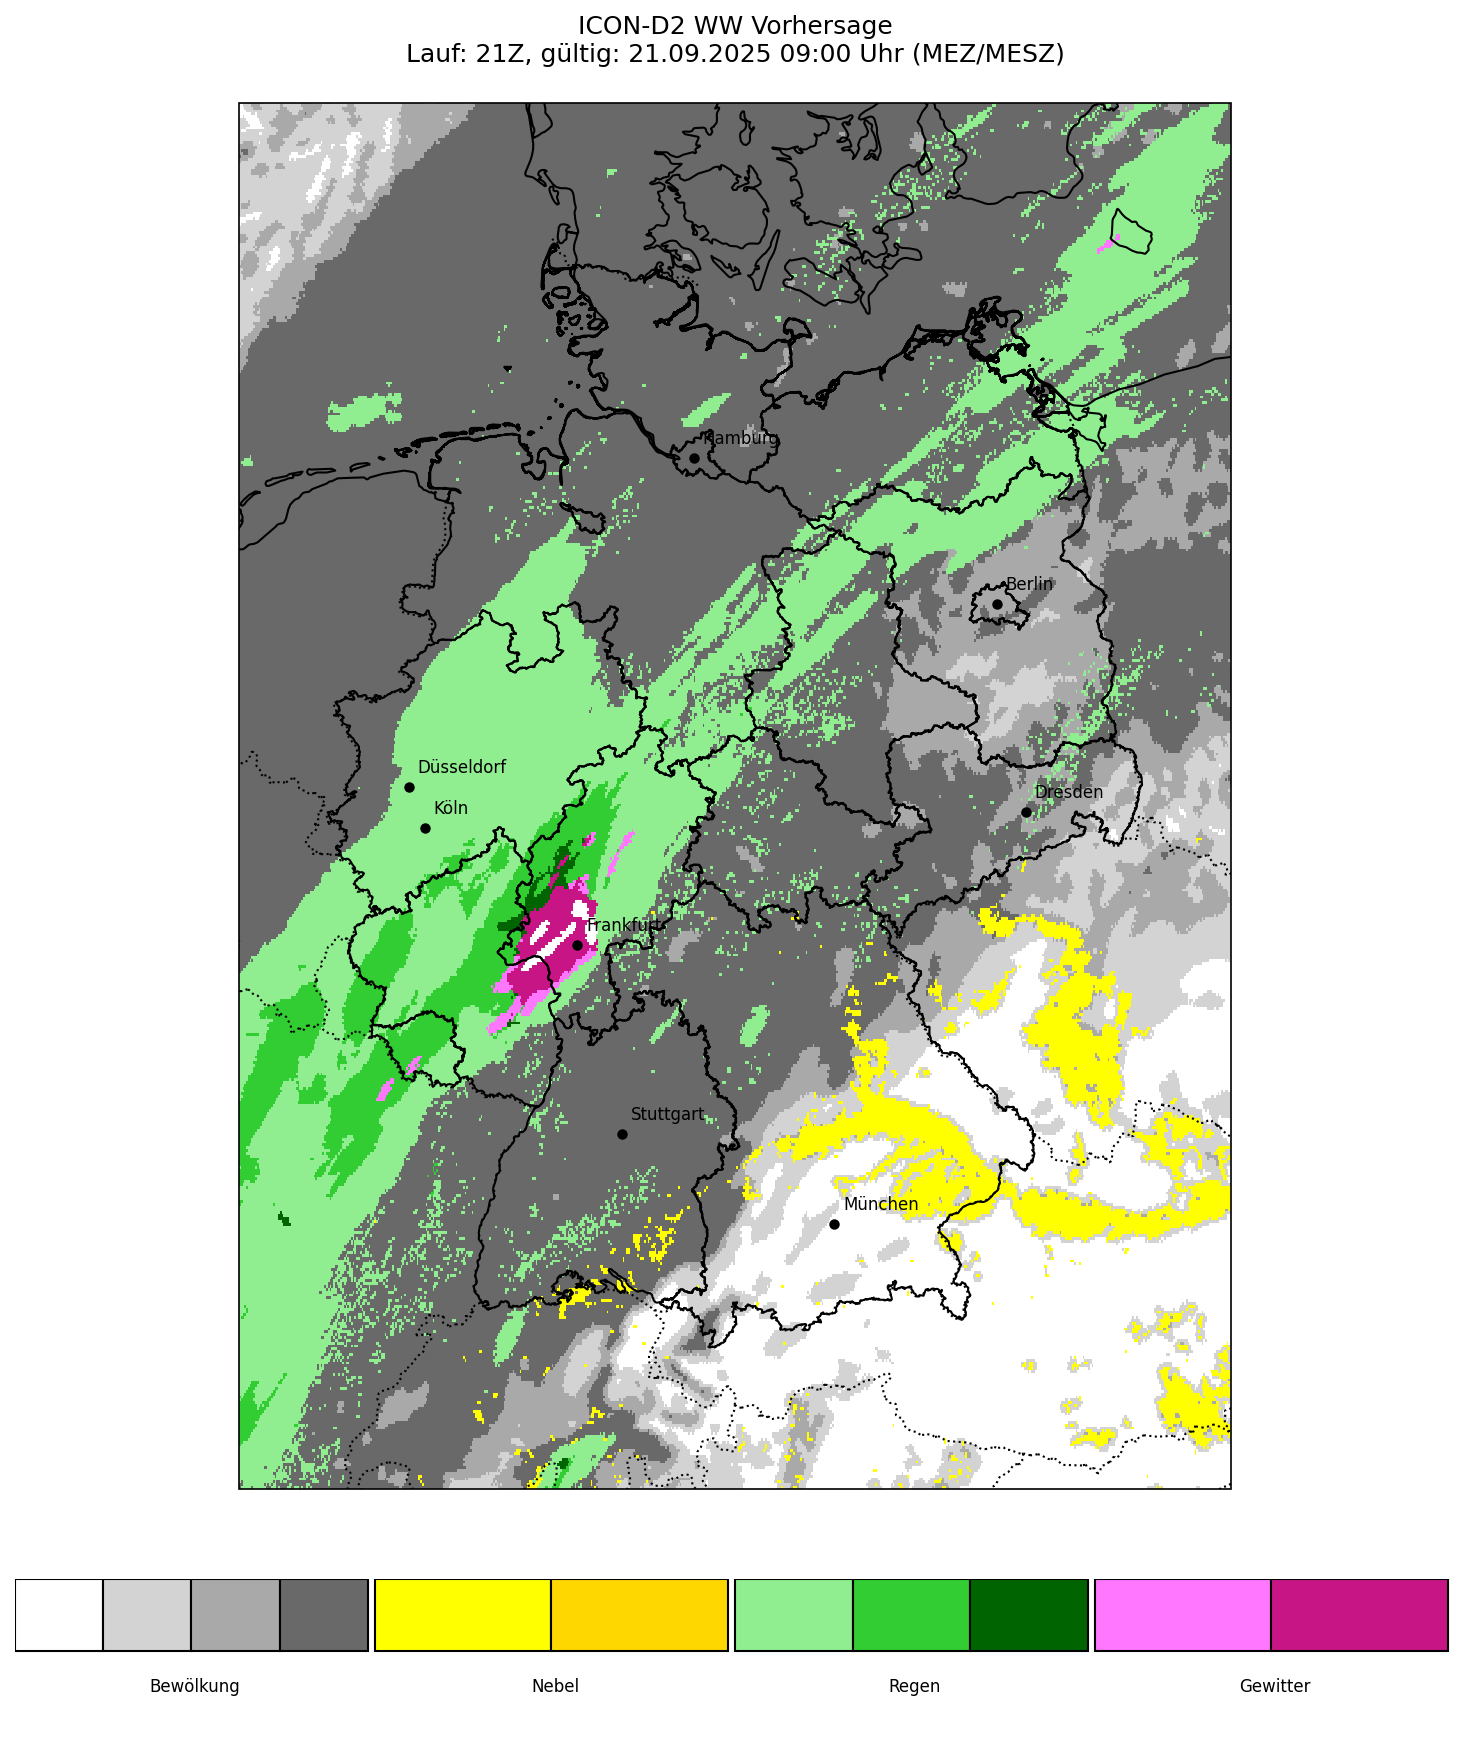 ICON-D2 WW Vorhersage
Lauf: 21Z, gültig: 21.09.2025 09:00 Uhr (MEZ/MESZ)
Hamburg
Berlin
Düsseldorf
Dresden
Köln
Frankfurt
Stuttgart
München
Bewölkung
Nebel
Regen
Gewitter